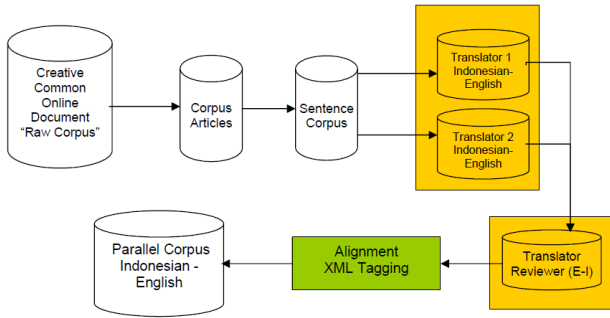 Creative
Common
Online
Document
“Raw Corpus”
Corpus
Articles
Sentence
Corpus
Translator 1
Indonesian-
English
Translator 2
Indonesian-
English
Translator
Reviewer (E-I)
Alignment
XML Tagging
Parallel Corpus
Indonesian -
English